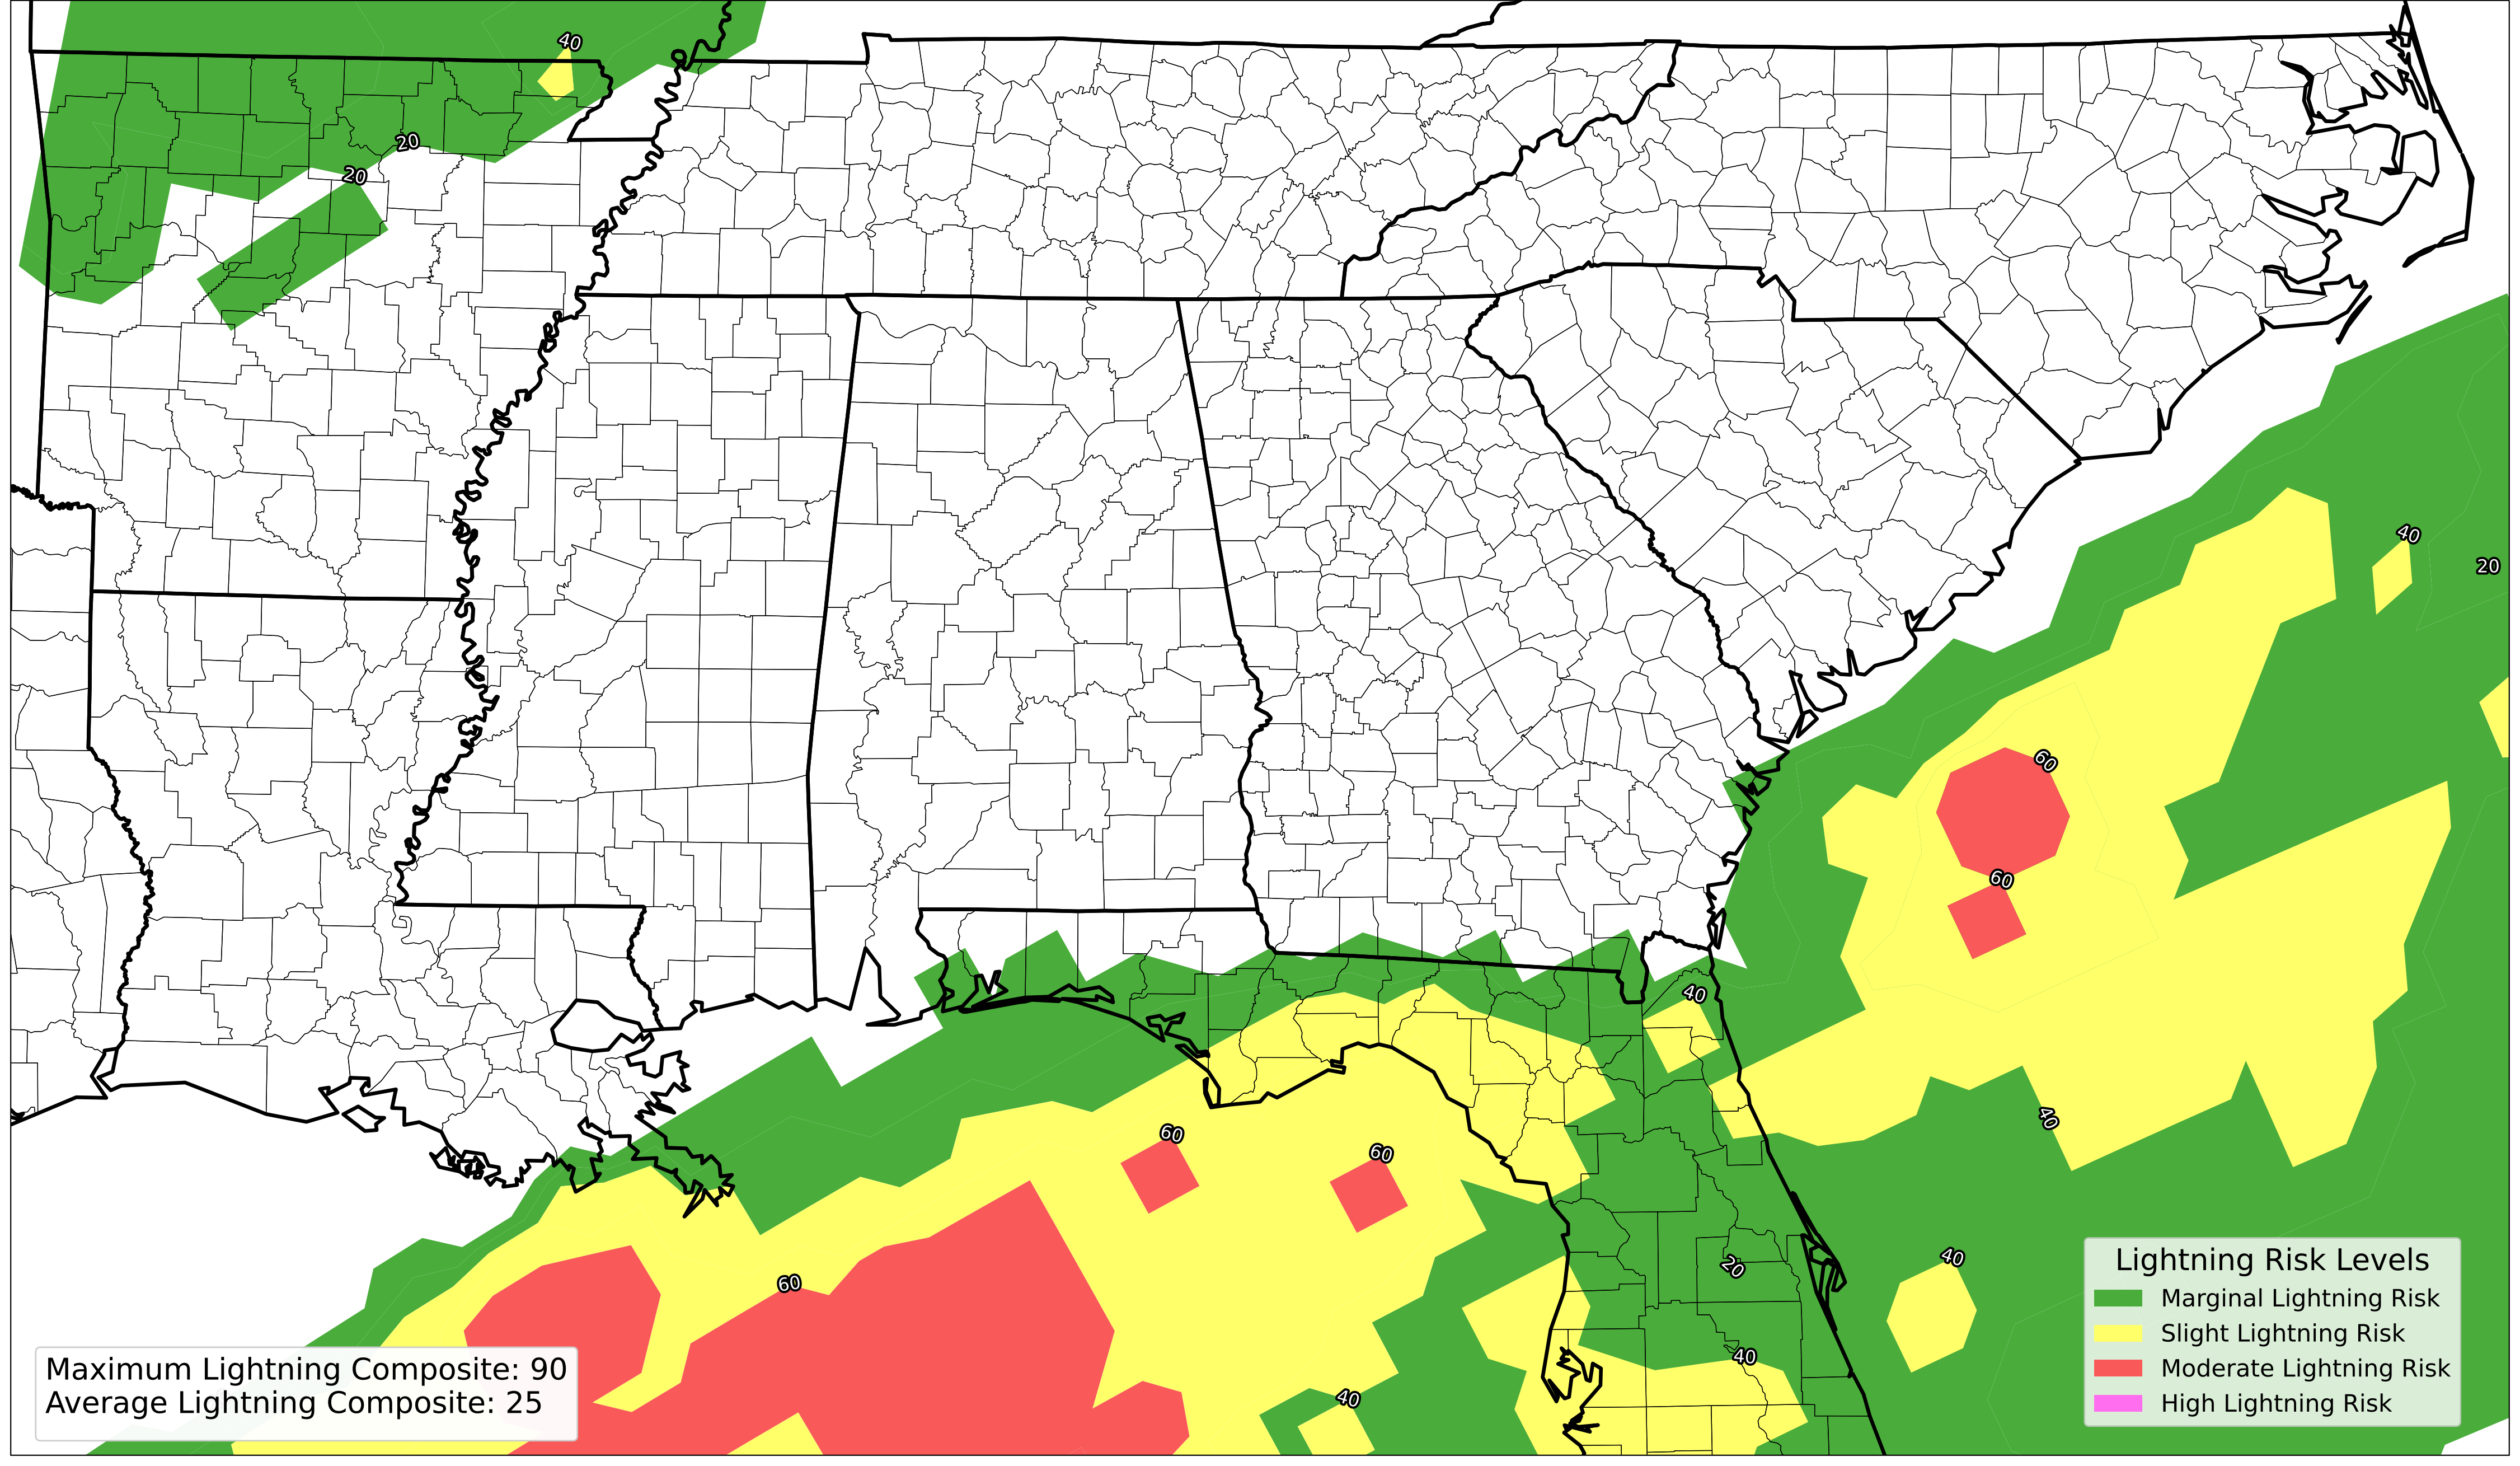 40
20
20
40
20
60
60
40
60
60
40
40
20
60
40
40
Lightning Risk Levels
Marginal Lightning Risk
Slight Lightning Risk
Moderate Lightning Risk
High Lightning Risk
Maximum Lightning Composite: 90
Average Lightning Composite: 25